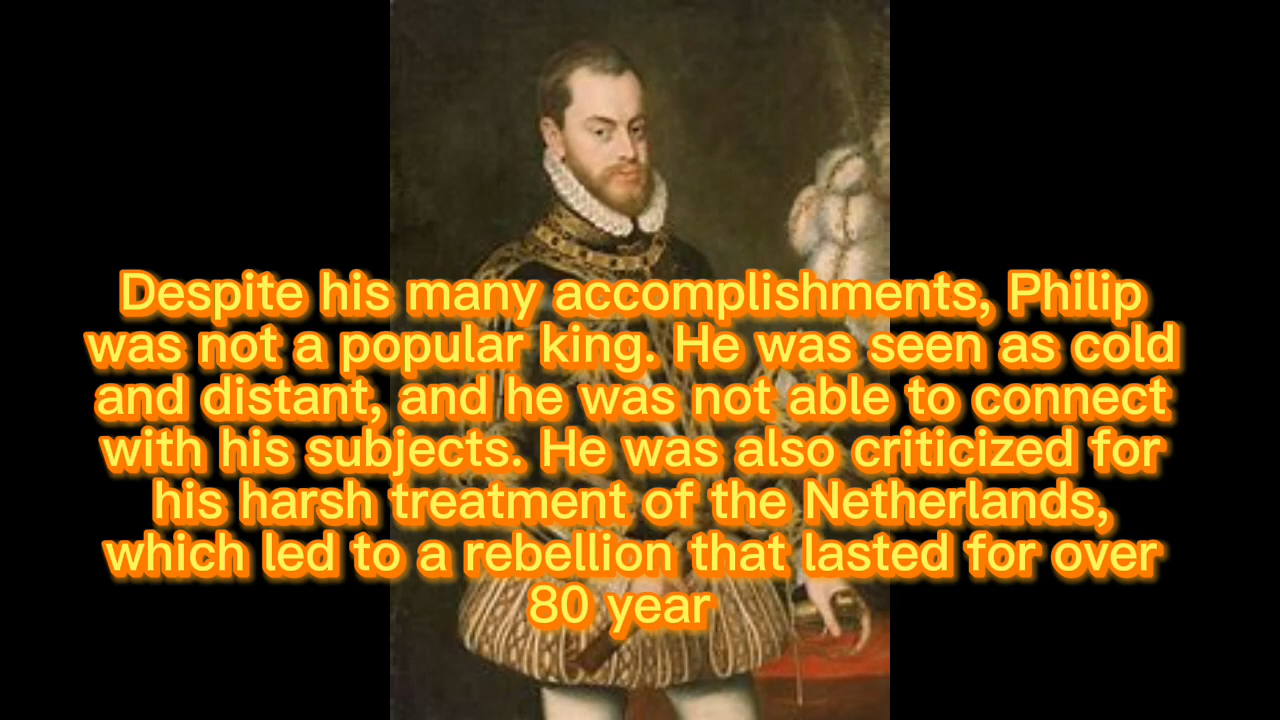 Despite his many accomplishments, Philip
was not a popular king. He was seen as cold
and distant, and he was not able to connect
with his subjects. He was also criticized for
his harsh treatment of the Netherlands,
which led to a rebellion that lasted for over
80 year